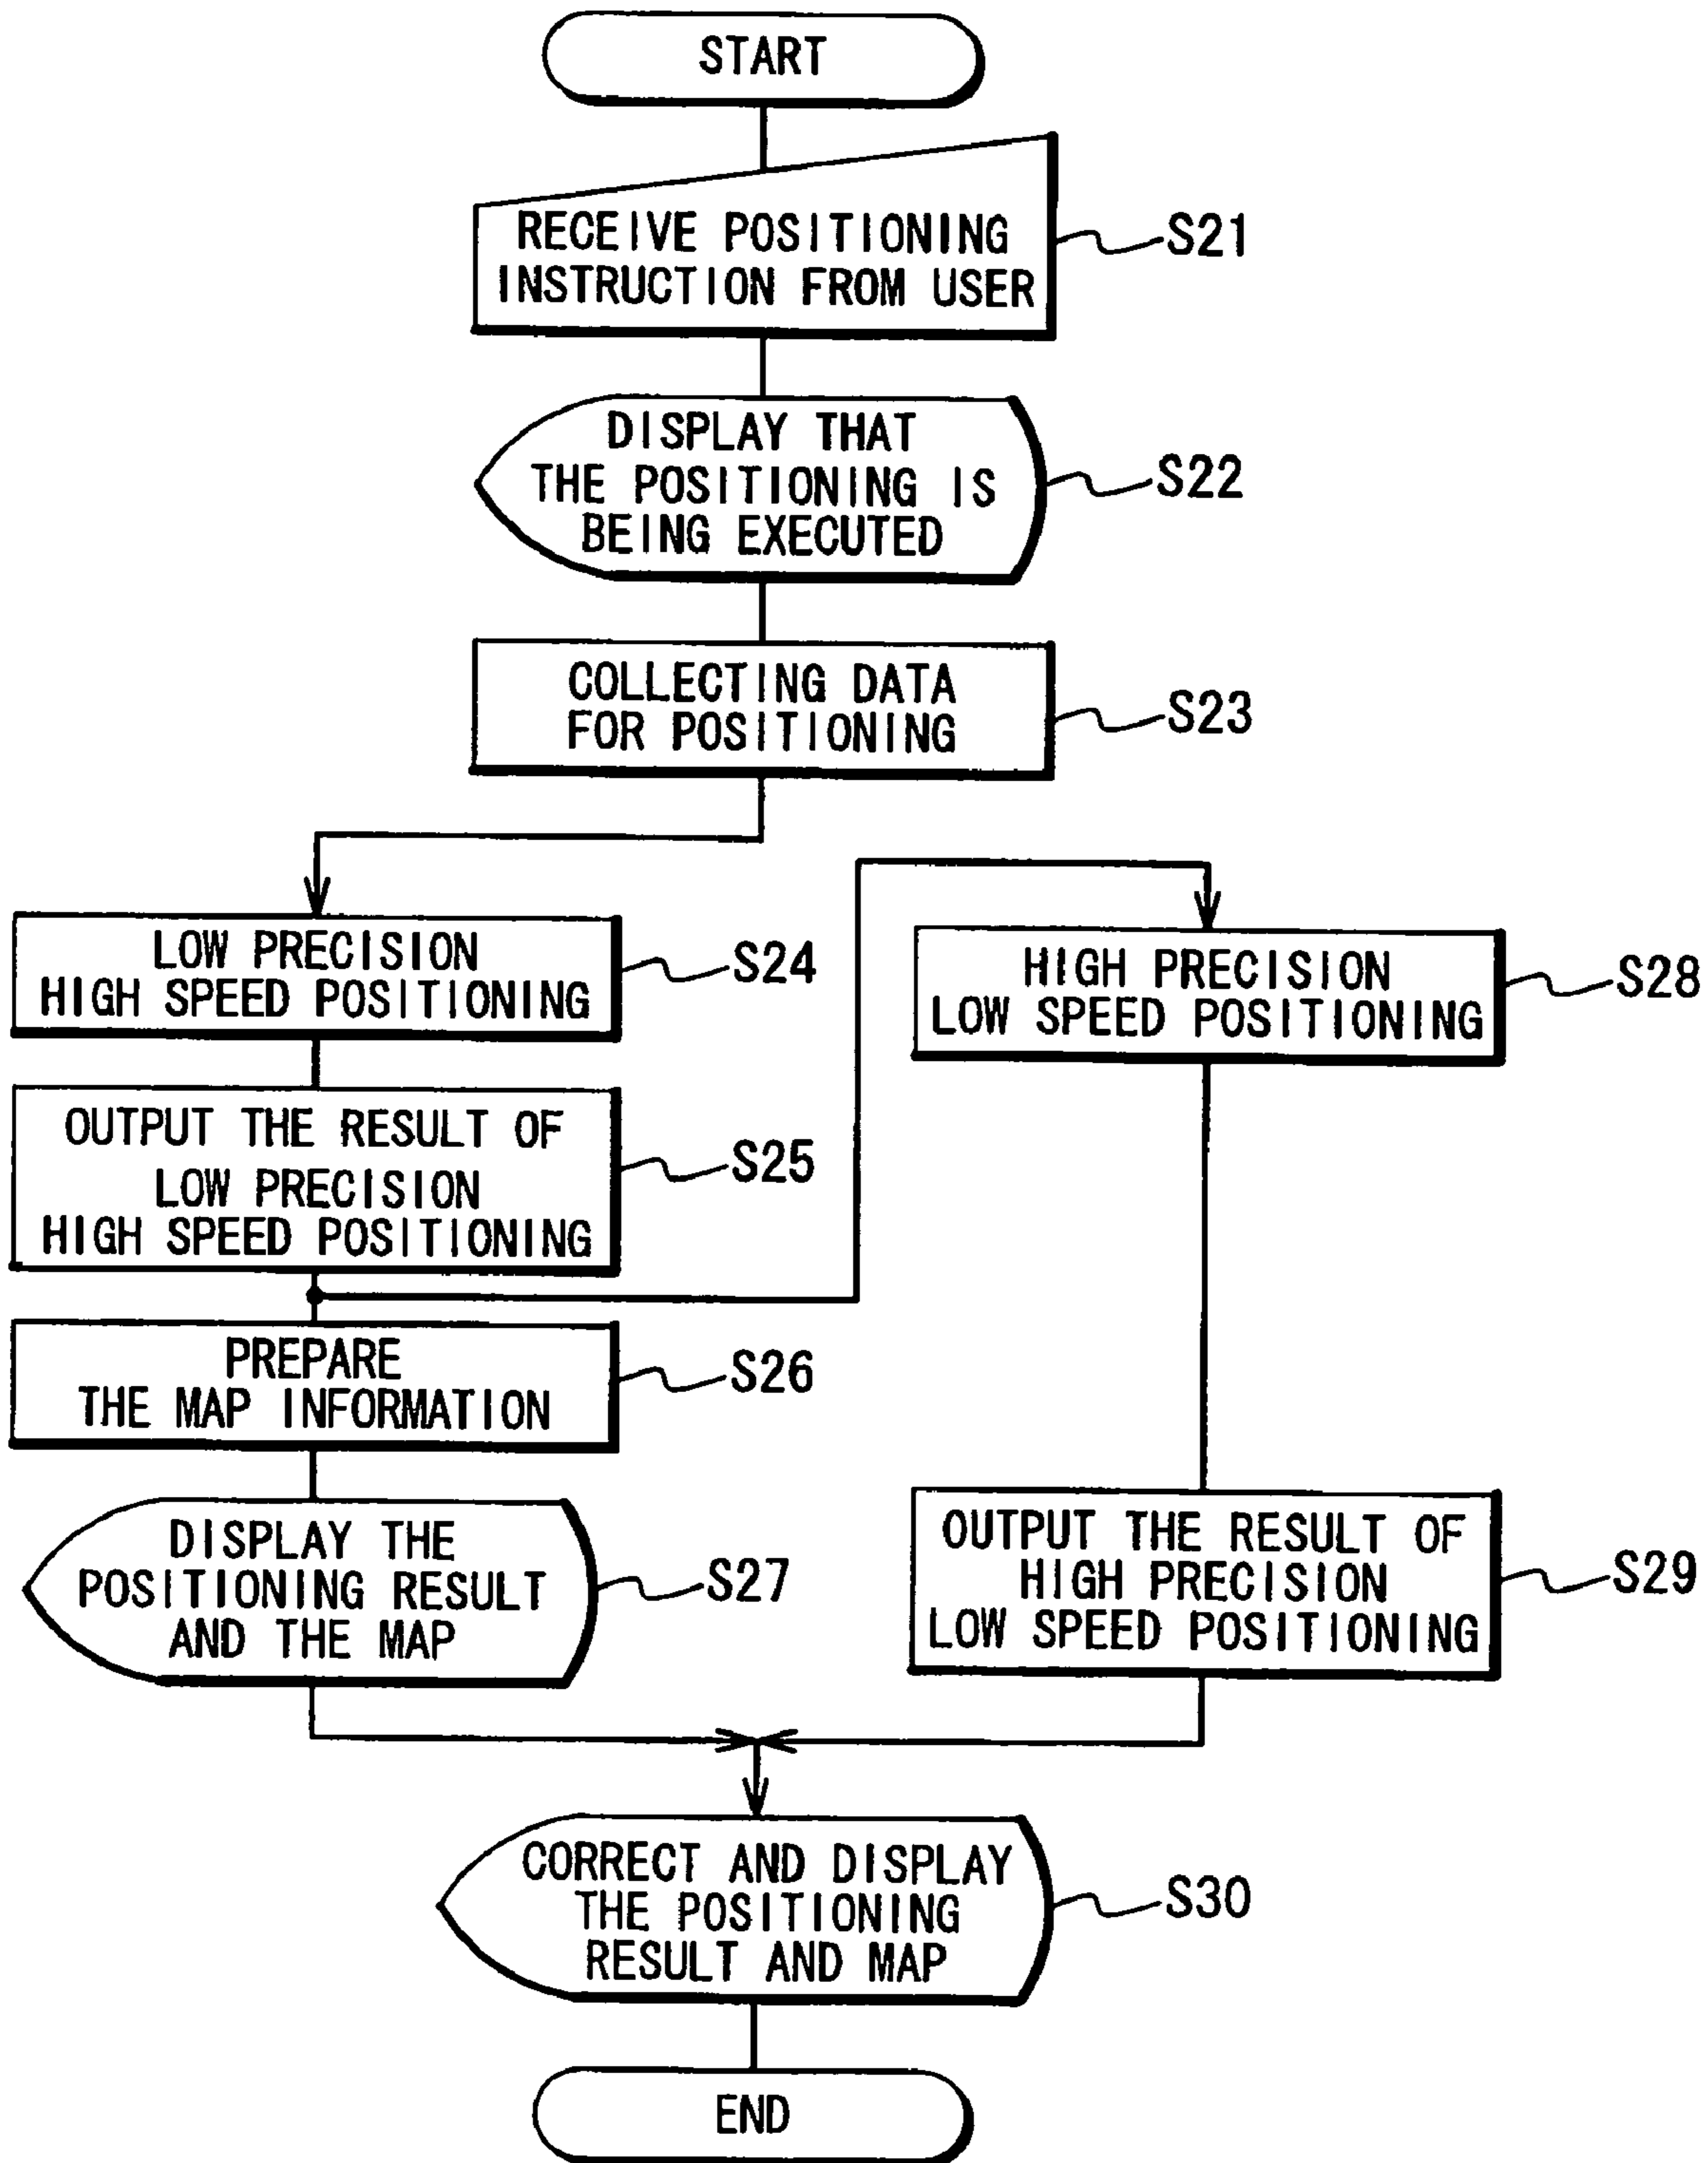 START
RECEIVE POSITIONING
INSTRUCTION FROM USER
S21
DISPLAY THAT
THE POSITIONING IS
BEING EXECUTED
S22
COLLECTING DATA
FOR POSITIONING
S23
LOW PRECISION
HIGH SPEED POSITIONING
S24
OUTPUT THE RESULT OF
LOW PRECISION
HIGH SPEED POSITIONING
S25
PREPARE
THE MAP INFORMATION
S26
DISPLAY THE
POSITIONING RESULT
AND THE MAP
S27
HIGH PRECISION
LOW SPEED POSITIONING
S28
OUTPUT THE RESULT OF
HIGH PRECISION
LOW SPEED POSITIONING
S29
CORRECT AND DISPLAY
THE POSITIONING
RESULT AND MAP
S30
END